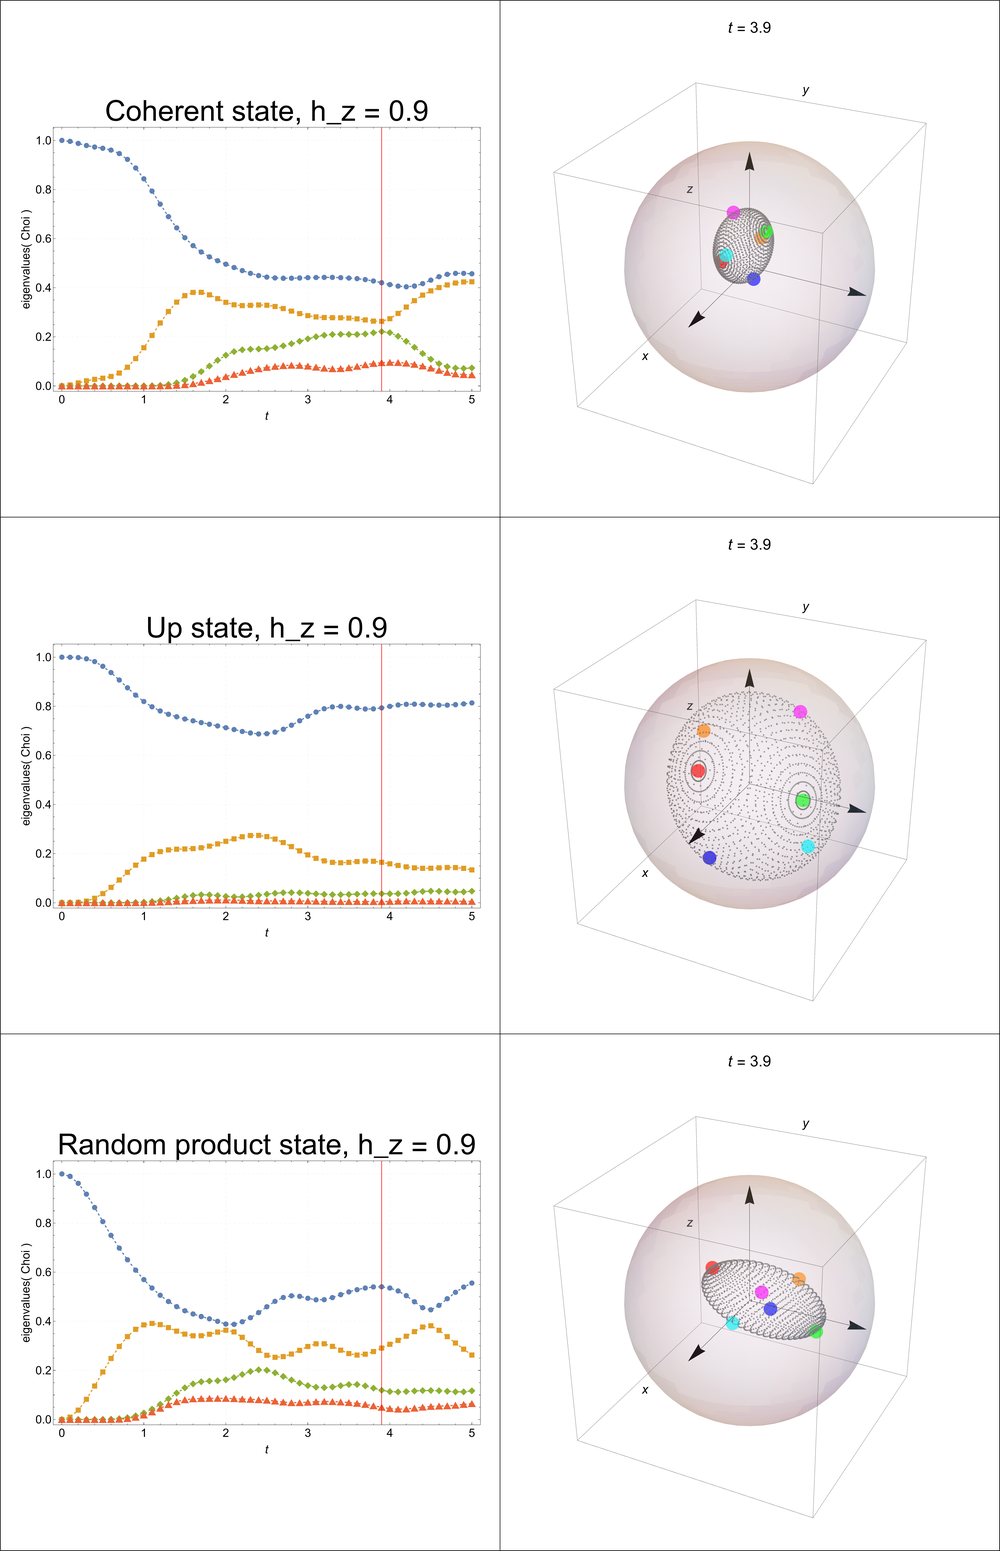 Coherent state, h_z = 0.9
eigenvalues( Choi )
1.0
0.8
0.6
0.4
0.2
0.0
0 1 2 3 4 5
t
t = 3.9
y
z
x
Up state, h_z = 0.9
eigenvalues( Choi )
1.0
0.8
0.6
0.4
0.2
0.0
0 1 2 3 4 5
t
t = 3.9
y
z
x
Random product state, h_z = 0.9
eigenvalues( Choi )
1.0
0.8
0.6
0.4
0.2
0.0
0 1 2 3 4 5
t
t = 3.9
y
z
x